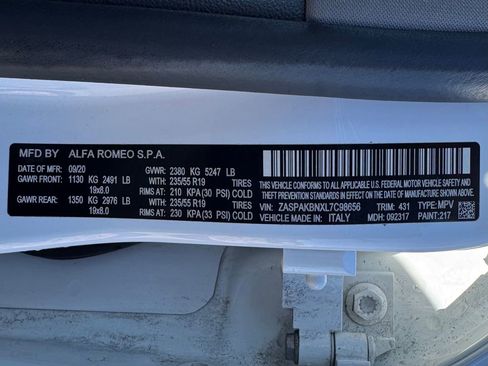 MFD BY ALFA ROMEO S.P.A.
DATE OF MFR: 09/20 GVWR: 2380 KG 5247 LB
GAWR FRONT: 1130 KG 2491 LB WITH: 235/55 R19 TIRES
19x8.0 RIMS AT: 210 KPA(30 PSI) COLD
GAWR REAR: 1350 KG 2976 LB WITH: 235/55 R19 TIRES
19x8.0 RIMS AT: 230 KPA(33 PSI) COLD
THIS VEHICLE CONFORMS TO ALL APPLICABLE U.S. FEDERAL MOTOR VEHICLE SAFETY, BUMPER, AND
THEFT PREVENTION STANDARDS IN EFFECT ON THE DATE OF MANUFACTURE SHOWN ABOVE.
VIN: ZASPAKBNXL7C98656 TRIM: 431 TYPE: MPV
VEHICLE MADE IN: ITALY MDH: 092317 PAINT: 217